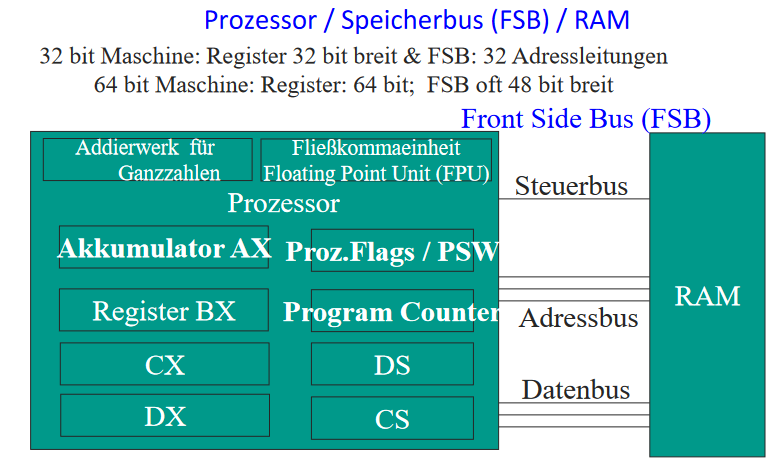 Prozessor / Speicherbus (FSB) / RAM
32 bit Maschine: Register 32 bit breit & FSB: 32 Adressleitungen
64 bit Maschine: Register: 64 bit;  FSB oft 48 bit breit
Front Side Bus (FSB)
Addierwerk für
Ganzzahlen
Fließkommaeinheit
Floating Point Unit (FPU)
Prozessor
Akkumulator AX
Proz.Flags / PSW
Register BX
Program Counter
CX
DS
DX
CS
Steuerbus
Adressbus
Datenbus
RAM